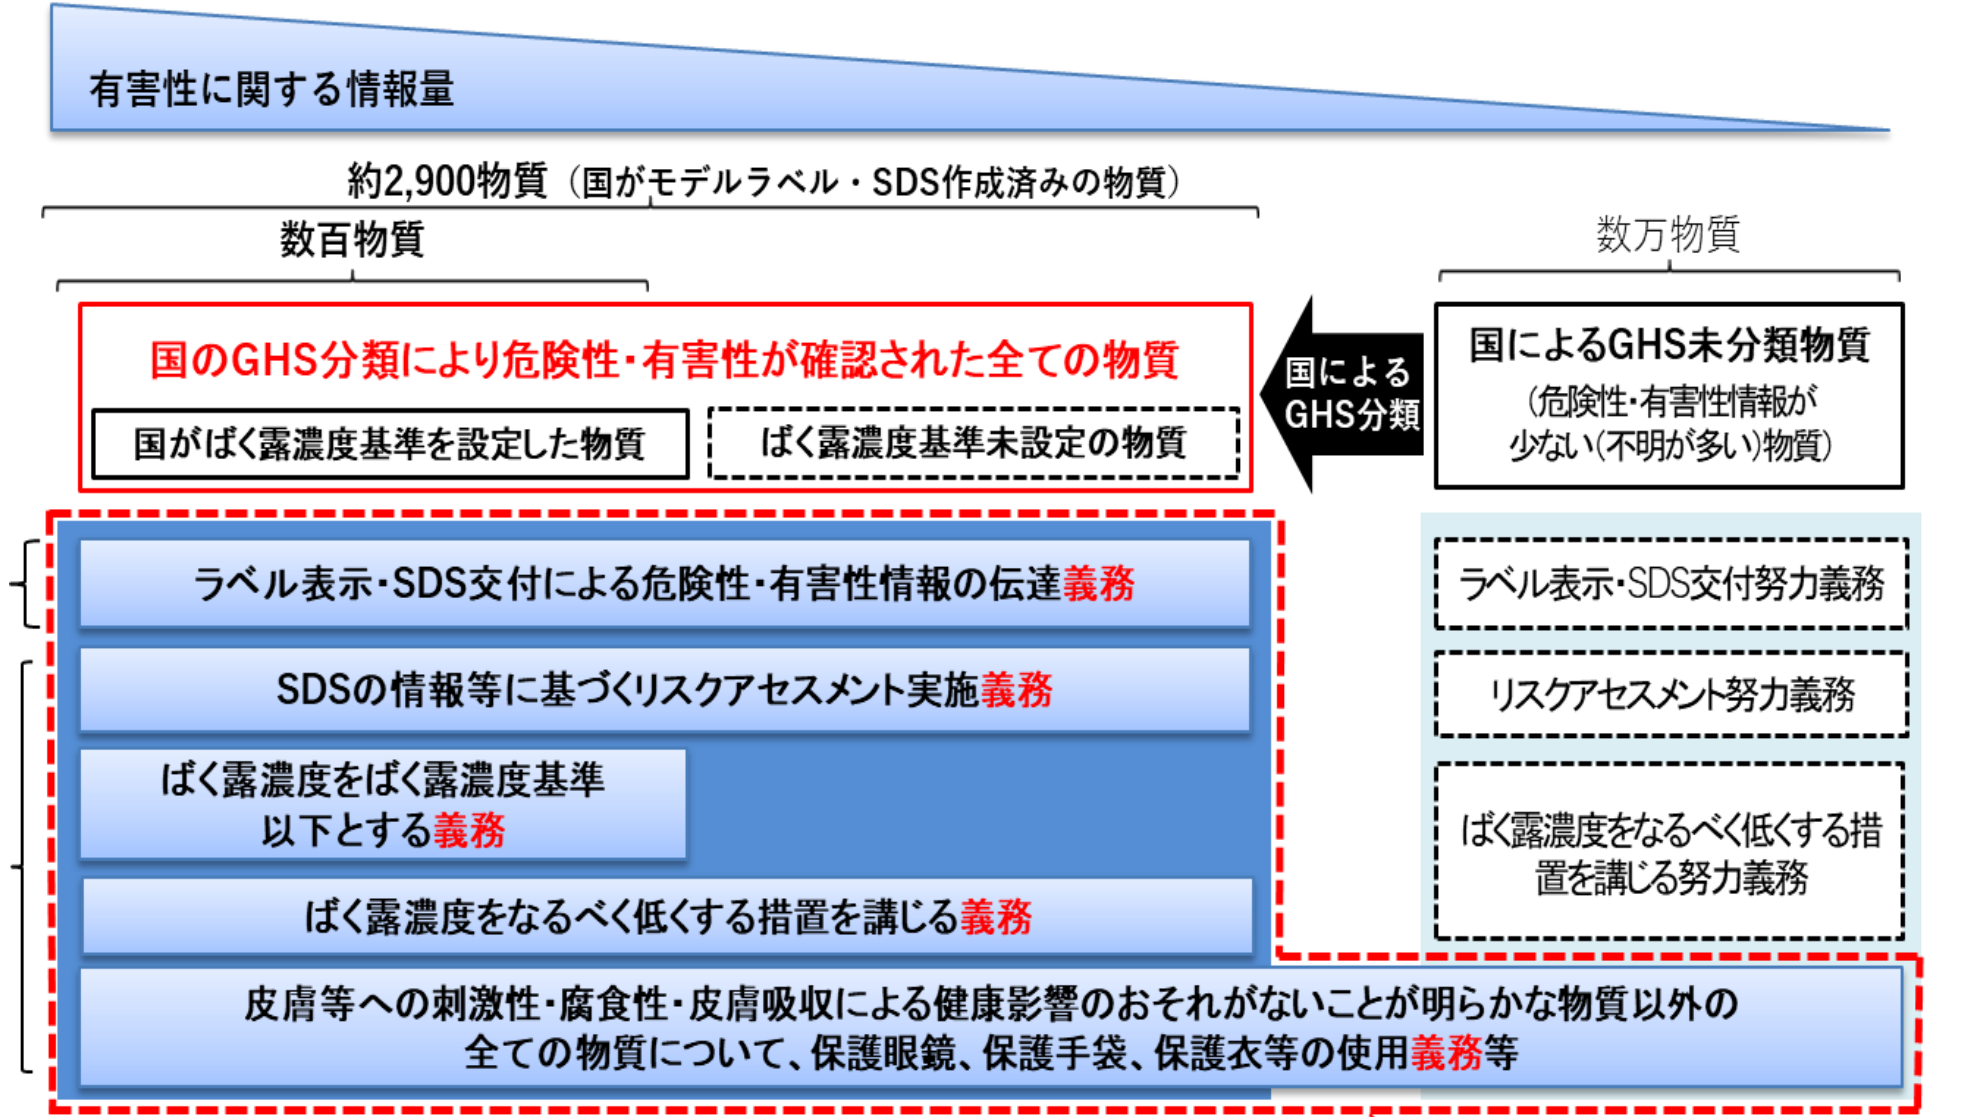 有害性に関する情報量
約2,900物質（国がモデルラベル・SDS作成済みの物質）
数百物質
数万物質
国のGHS分類により危険性・有害性が確認された全ての物質
国がばく露濃度基準を設定した物質
ばく露濃度基準未設定の物質
国による
GHS分類
国によるGHS未分類物質
（危険性・有害性情報が
少ない（不明が多い）物質）
ラベル表示・SDS交付による危険性・有害性情報の伝達義務
ラベル表示・SDS交付努力義務
SDSの情報等に基づくリスクアセスメント実施義務
リスクアセスメント努力義務
ばく露濃度をばく露濃度基準
以下とする義務
ばく露濃度をなるべく低くする措置を講じる義務
ばく露濃度をなるべく低くする措
置を講じる努力義務
皮膚等への刺激性・腐食性・皮膚吸収による健康影響のおそれがないことが明らかな物質以外の
全ての物質について、保護眼鏡、保護手袋、保護衣等の使用義務等